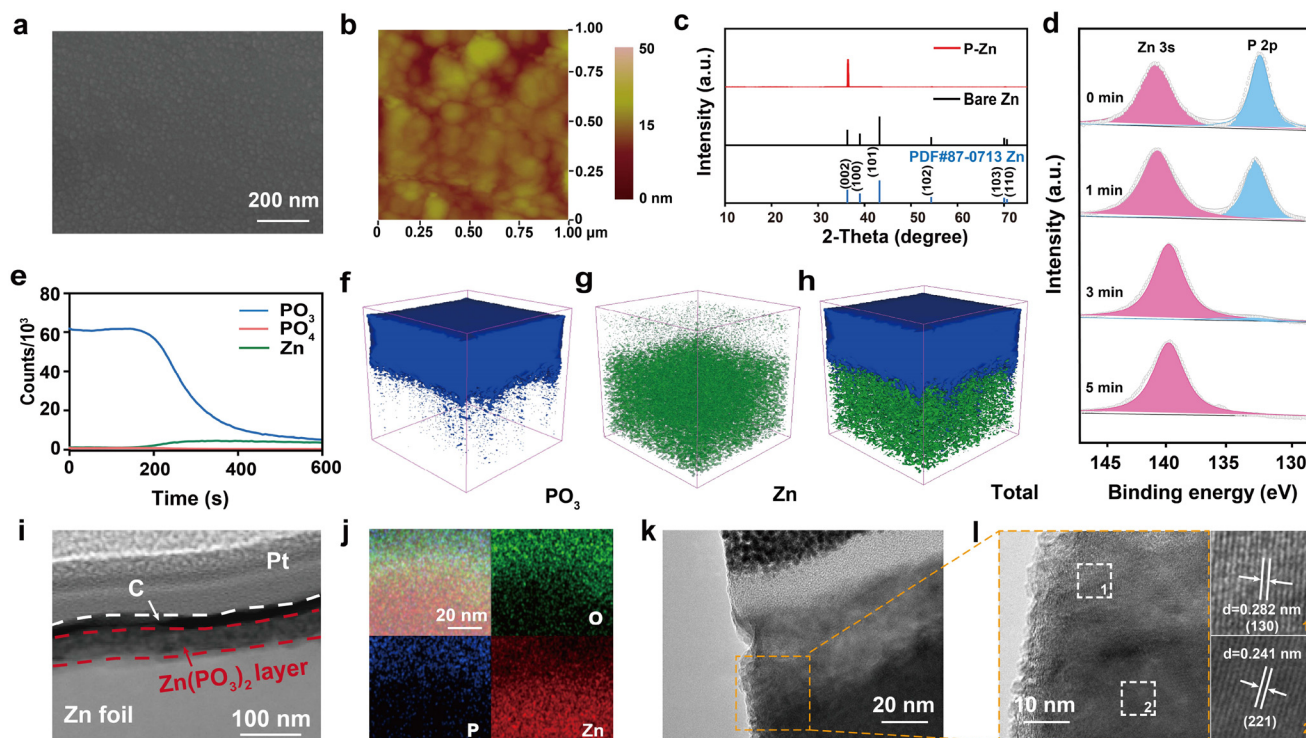 a
200 nm
b
1.00
0.75
0.50
0.25
0
0
0.25
0.50
0.75
1.00 µm
50
15
0 nm
c
Intensity (a.u.)
P-Zn
Bare Zn
PDF#87-0713 Zn
(002)
(100)
(101)
(102)
(103)
(110)
10 20 30 40 50 60 70
2-Theta (degree)
d
Intensity (a.u.)
Zn 3s P 2p
0 min
1 min
3 min
5 min
145 140 135 130
Binding energy (eV)
e
Counts/10³
80
60
40
20
0
PO₃
PO₄
Zn
0 200 400 600
Time (s)
f
PO₃
g
Zn
h
Total
i
Pt
C
Zn(PO₃)₂ layer
Zn foil
100 nm
j
20 nm
O
P
Zn
k
20 nm
l
1
2
10 nm
d=0.282 nm
(130)
d=0.241 nm
(221)